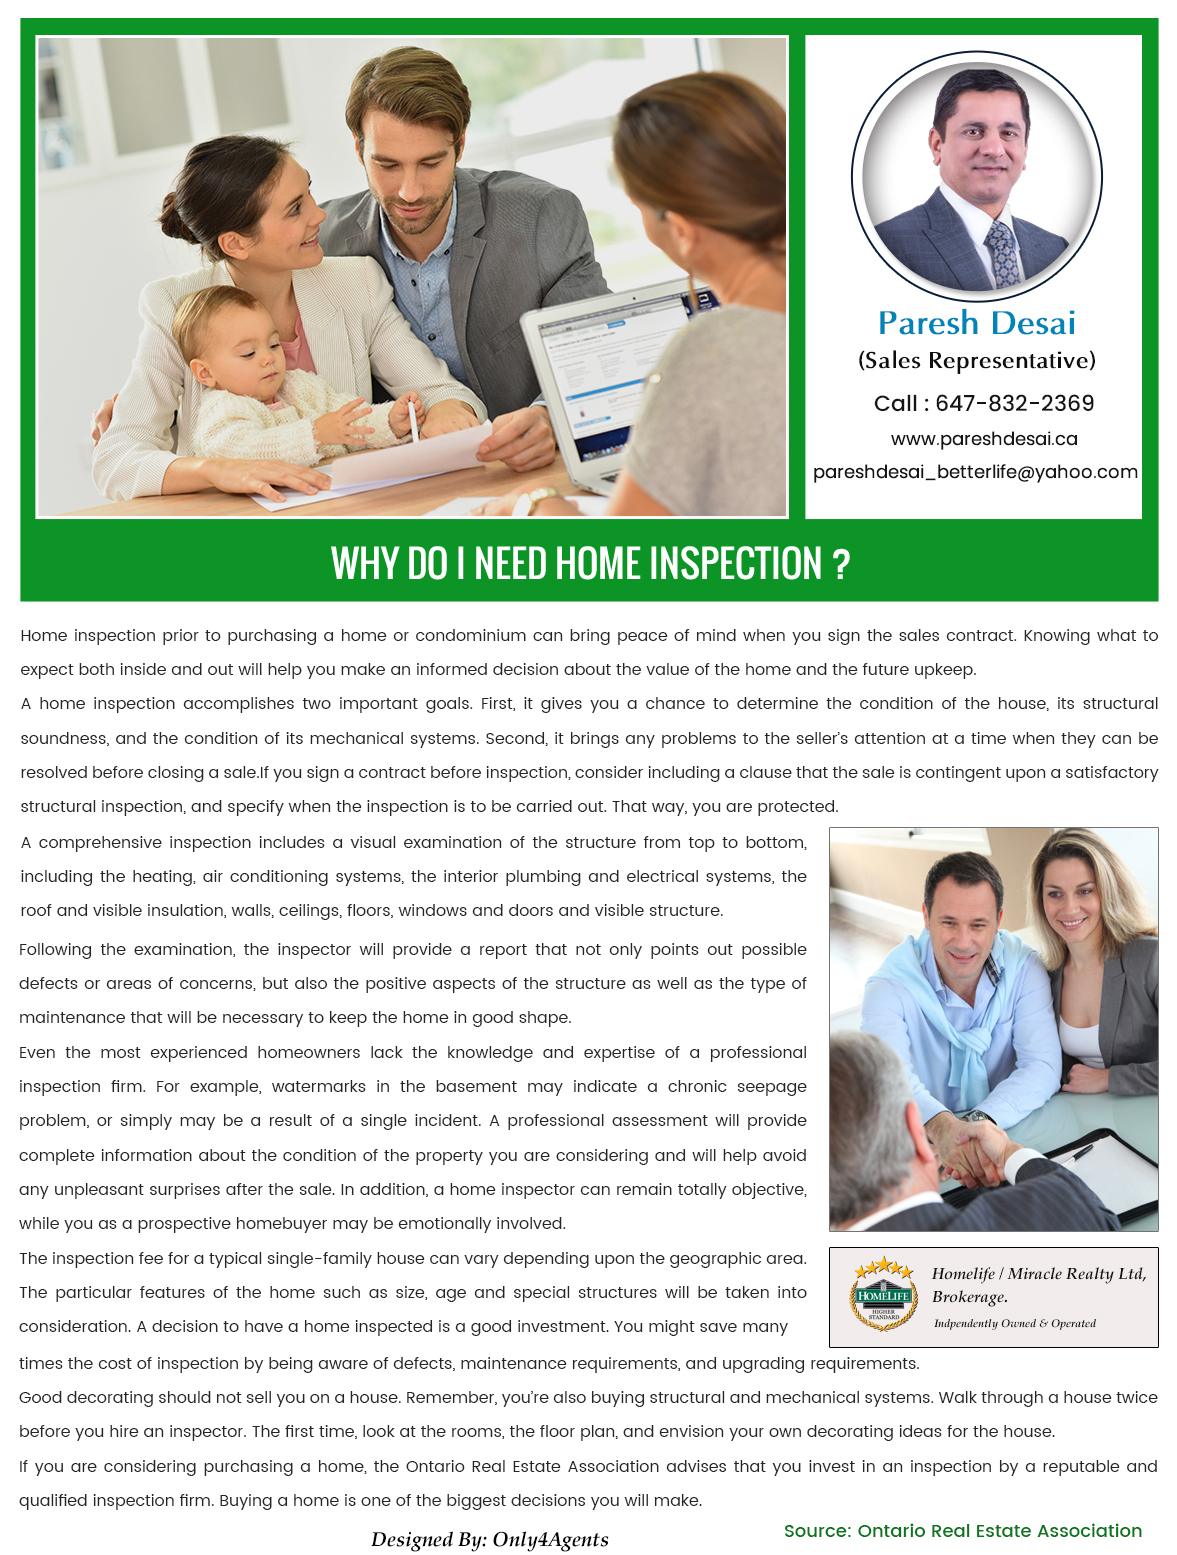 Paresh Desai
(Sales Representative)
Call : 647-832-2369
www.pareshdesai.ca
pareshdesai_betterlife@yahoo.com
WHY DO I NEED HOME INSPECTION ?
Home inspection prior to purchasing a home or condominium can bring peace of mind when you sign the sales contract. Knowing what to
expect both inside and out will help you make an informed decision about the value of the home and the future upkeep.
A home inspection accomplishes two important goals. First, it gives you a chance to determine the condition of the house, its structural
soundness, and the condition of its mechanical systems. Second, it brings any problems to the seller's attention at a time when they can be
resolved before closing a sale.If you sign a contract before inspection, consider including a clause that the sale is contingent upon a satisfactory
structural inspection, and specify when the inspection is to be carried out. That way, you are protected.
A comprehensive inspection includes a visual examination of the structure from top to bottom,
including the heating, air conditioning systems, the interior plumbing and electrical systems, the
roof and visible insulation, walls, ceilings, floors, windows and doors and visible structure.
Following the examination, the inspector will provide a report that not only points out possible
defects or areas of concerns, but also the positive aspects of the structure as well as the type of
maintenance that will be necessary to keep the home in good shape.
Even the most experienced homeowners lack the knowledge and expertise of a professional
inspection firm. For example, watermarks in the basement may indicate a chronic seepage
problem, or simply may be a result of a single incident. A professional assessment will provide
complete information about the condition of the property you are considering and will help avoid
any unpleasant surprises after the sale. In addition, a home inspector can remain totally objective,
while you as a prospective homebuyer may be emotionally involved.
The inspection fee for a typical single-family house can vary depending upon the geographic area.
The particular features of the home such as size, age and special structures will be taken into
consideration. A decision to have a home inspected is a good investment. You might save many
times the cost of inspection by being aware of defects, maintenance requirements, and upgrading requirements.
HOMELIFE
HIGHER
STANDARD
Homelife / Miracle Realty Ltd,
Brokerage.
Indpendently Owned & Operated
Good decorating should not sell you on a house. Remember, you're also buying structural and mechanical systems. Walk through a house twice
before you hire an inspector. The first time, look at the rooms, the floor plan, and envision your own decorating ideas for the house.
If you are considering purchasing a home, the Ontario Real Estate Association advises that you invest in an inspection by a reputable and
qualified inspection firm. Buying a home is one of the biggest decisions you will make.
Designed By: Only4Agents
Source: Ontario Real Estate Association